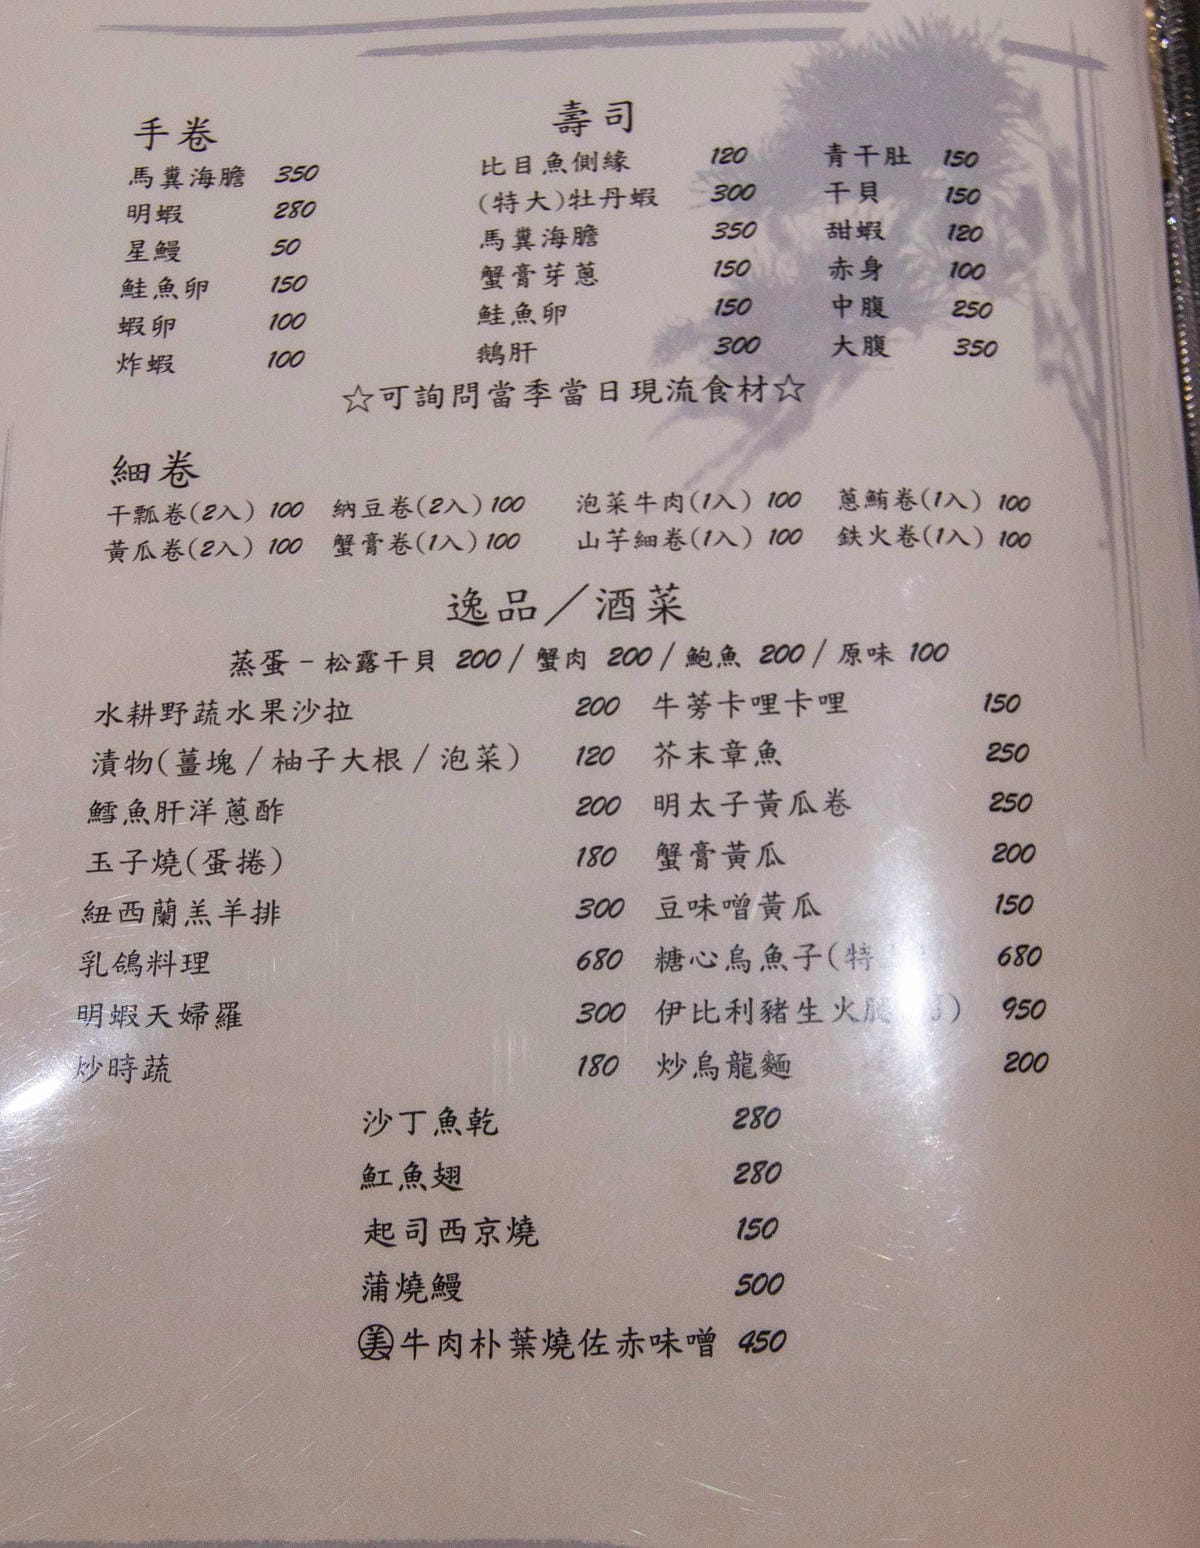 手卷
馬糞海膽 350
明蝦 280
星鰻 50
鮭魚卵 150
蝦卵 100
炸蝦 100
壽司
比目魚側緣 120
(特大)牡丹蝦 300
馬糞海膽 350
蟹膏芽蔥 150
鮭魚卵 150
鵝肝 300
青干肚 150
干貝 150
甜蝦 120
赤身 100
中腹 250
大腹 350
☆可詢問當季當日現流食材☆
細卷
干瓢卷(2入) 100 納豆卷(2入) 100 泡菜牛肉(1入) 100 蔥鮪卷(1入) 100
黃瓜卷(2入) 100 蟹膏卷(1入) 100 山芋細卷(1入) 100 鉄火卷(1入) 100
逸品/酒菜
蒸蛋-松露干貝 200 / 蟹肉 200 / 鮑魚 200 / 原味 100
水耕野蔬水果沙拉 200
漬物(薑塊/柚子大根/泡菜) 120
鱈魚肝洋蔥酢 200
玉子燒(蛋捲) 180
紐西蘭羔羊排 300
乳鴿料理 680
明蝦天婦羅 300
炒時蔬 180
牛蒡卡哩卡哩 150
芥末章魚 250
明太子黃瓜卷 250
蟹膏黃瓜 200
豆味噌黃瓜 150
糖心烏魚子(特 680
伊比利豬生火腿 ) 950
炒烏龍麵 200
沙丁魚乾 280
魟魚翅 280
起司西京燒 150
蒲燒鰻 500
美牛肉朴葉燒佐赤味噌 450